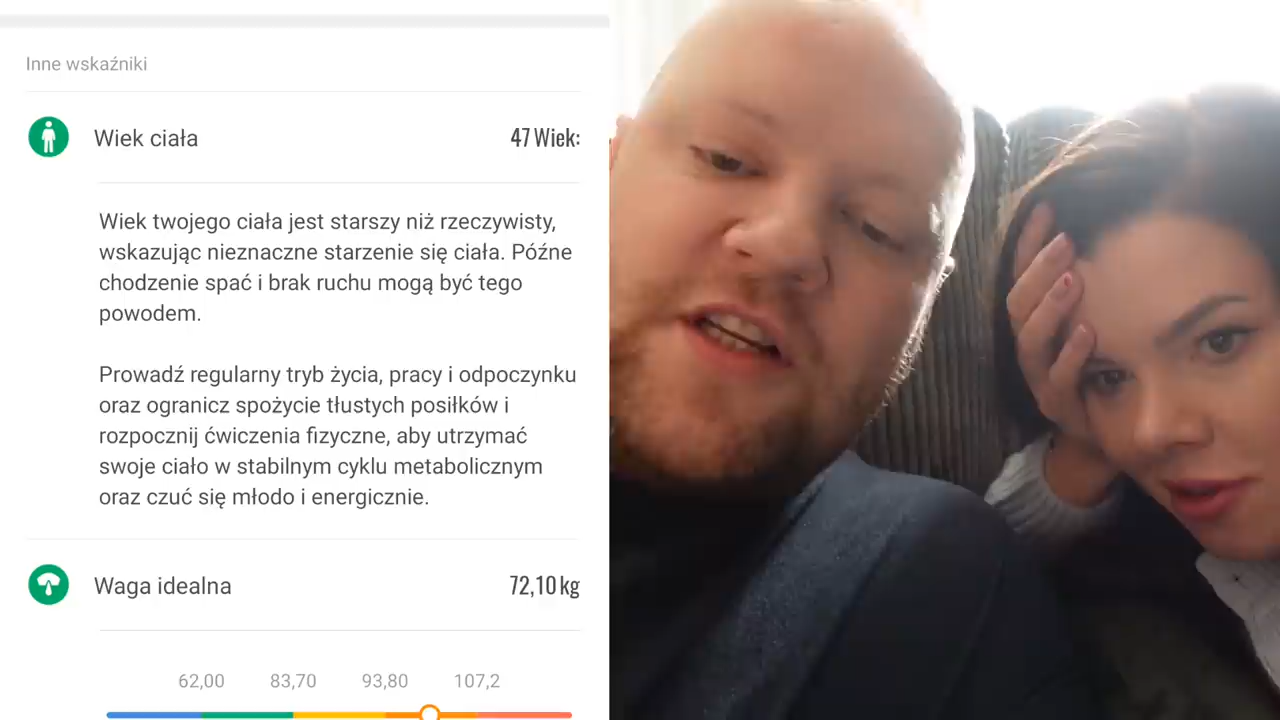 Inne wskaźniki
Wiek ciała 47 Wiek:
Wiek twojego ciała jest starszy niż rzeczywisty,
wskazując nieznaczne starzenie się ciała. Późne
chodzenie spać i brak ruchu mogą być tego
powodem.
Prowadź regularny tryb życia, pracy i odpoczynku
oraz ogranicz spożycie tłustych posiłków i
rozpocznij ćwiczenia fizyczne, aby utrzymać
swoje ciało w stabilnym cyklu metabolicznym
oraz czuć się młodo i energicznie.
Waga idealna 72,10 kg
62,00 83,70 93,80 107,2